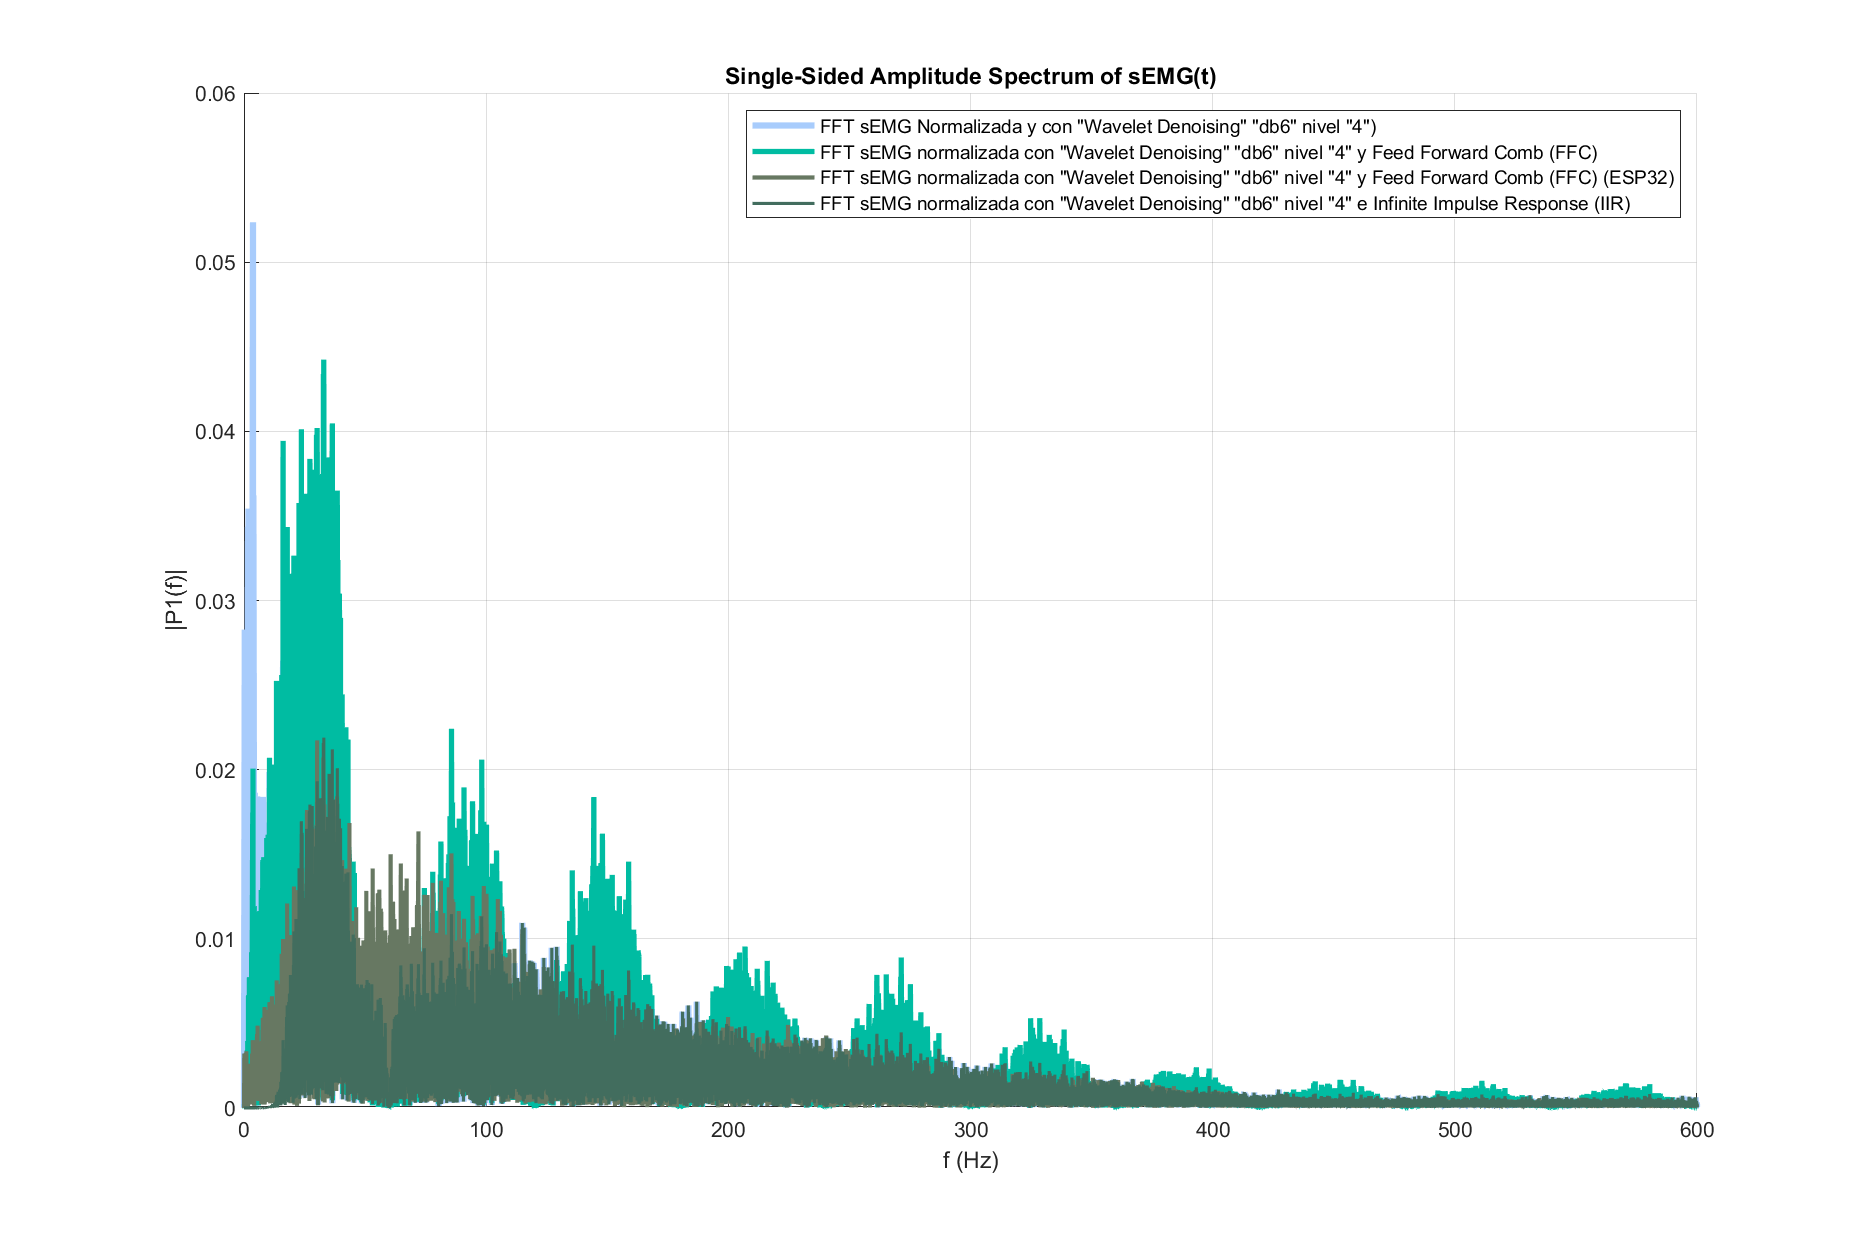 Single-Sided Amplitude Spectrum of sEMG(t)
FFT sEMG Normalizada y con "Wavelet Denoising" "db6" nivel "4")
FFT sEMG normalizada con "Wavelet Denoising" "db6" nivel "4" y Feed Forward Comb (FFC)
FFT sEMG normalizada con "Wavelet Denoising" "db6" nivel "4" y Feed Forward Comb (FFC) (ESP32)
FFT sEMG normalizada con "Wavelet Denoising" "db6" nivel "4" e Infinite Impulse Response (IIR)
|P1(f)|
0.06
0.05
0.04
0.03
0.02
0.01
0
0 100 200 300 400 500 600
f (Hz)